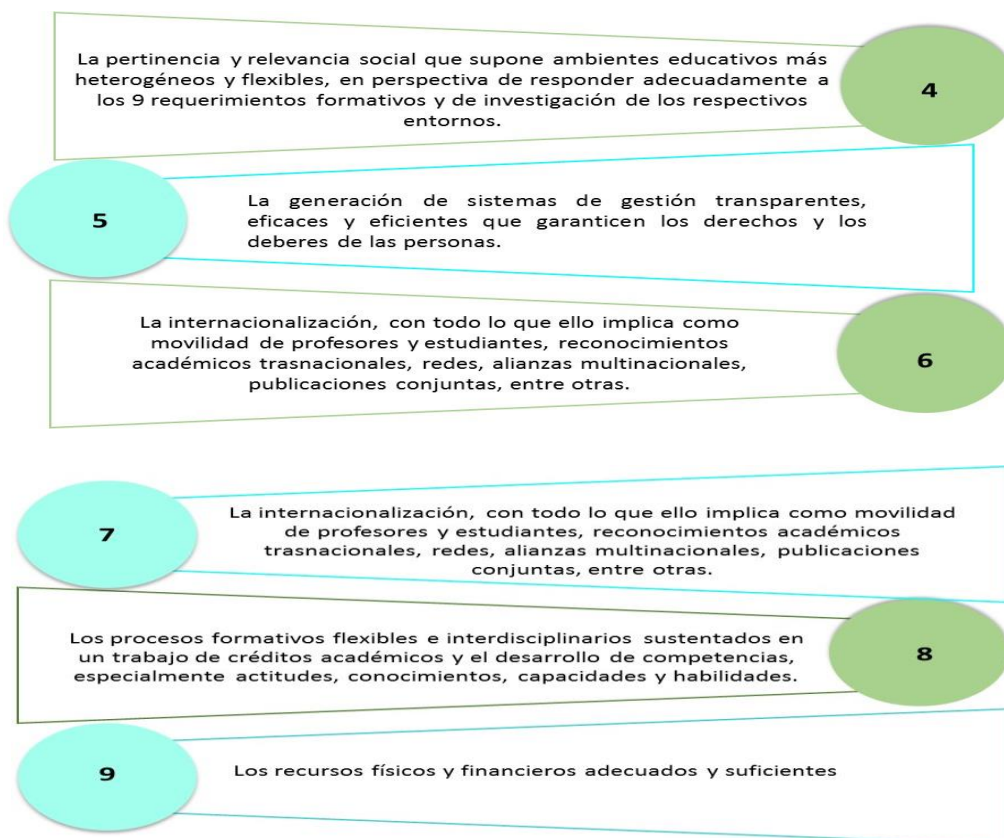 La pertinencia y relevancia social que supone ambientes educativos más
heterogéneos y flexibles, en perspectiva de responder adecuadamente a
los 9 requerimientos formativos y de investigación de los respectivos
entornos.
4
5
La generación de sistemas de gestión transparentes,
eficaces y eficientes que garanticen los derechos y los
deberes de las personas.
La internacionalización, con todo lo que ello implica como
movilidad de profesores y estudiantes, reconocimientos
académicos trasnacionales, redes, alianzas multinacionales,
publicaciones conjuntas, entre otras.
6
7
La internacionalización, con todo lo que ello implica como movilidad
de profesores y estudiantes, reconocimientos académicos
trasnacionales, redes, alianzas multinacionales, publicaciones
conjuntas, entre otras.
Los procesos formativos flexibles e interdisciplinarios sustentados en
un trabajo de créditos académicos y el desarrollo de competencias,
especialmente actitudes, conocimientos, capacidades y habilidades.
8
9
Los recursos físicos y financieros adecuados y suficientes